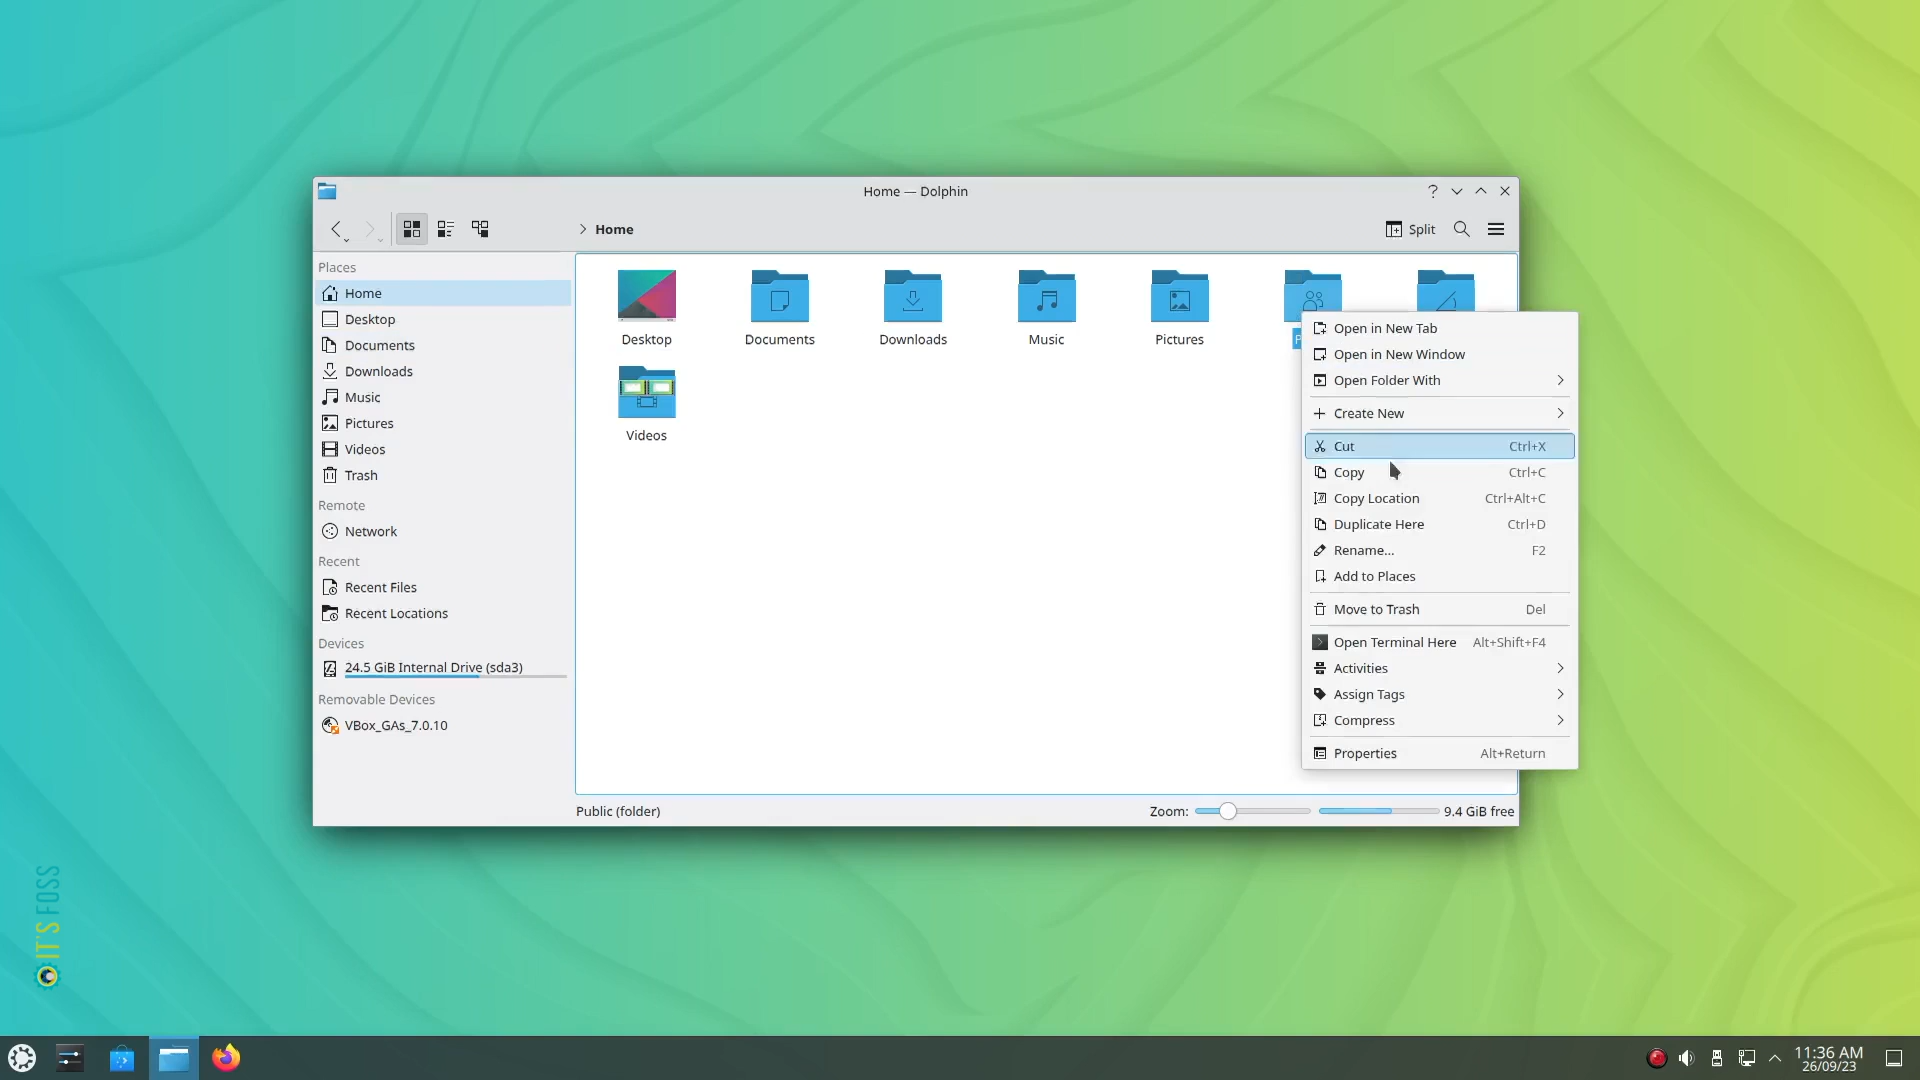 Home — Dolphin
Home
Split
Places
Home
Desktop
Documents
Downloads
Music
Pictures
Videos
Trash
Remote
Network
Recent
Recent Files
Recent Locations
Devices
24.5 GiB Internal Drive (sda3)
Removable Devices
VBox_GAs_7.0.10
Desktop
Documents
Downloads
Music
Pictures
Videos
Open in New Tab
Open in New Window
Open Folder With
Create New
Cut Ctrl+X
Copy Ctrl+C
Copy Location Ctrl+Alt+C
Duplicate Here Ctrl+D
Rename... F2
Add to Places
Move to Trash Del
Open Terminal Here Alt+Shift+F4
Activities
Assign Tags
Compress
Properties Alt+Return
Public (folder)
Zoom:
9.4 GiB free
IT'S FOSS
11:36 AM
26/09/23